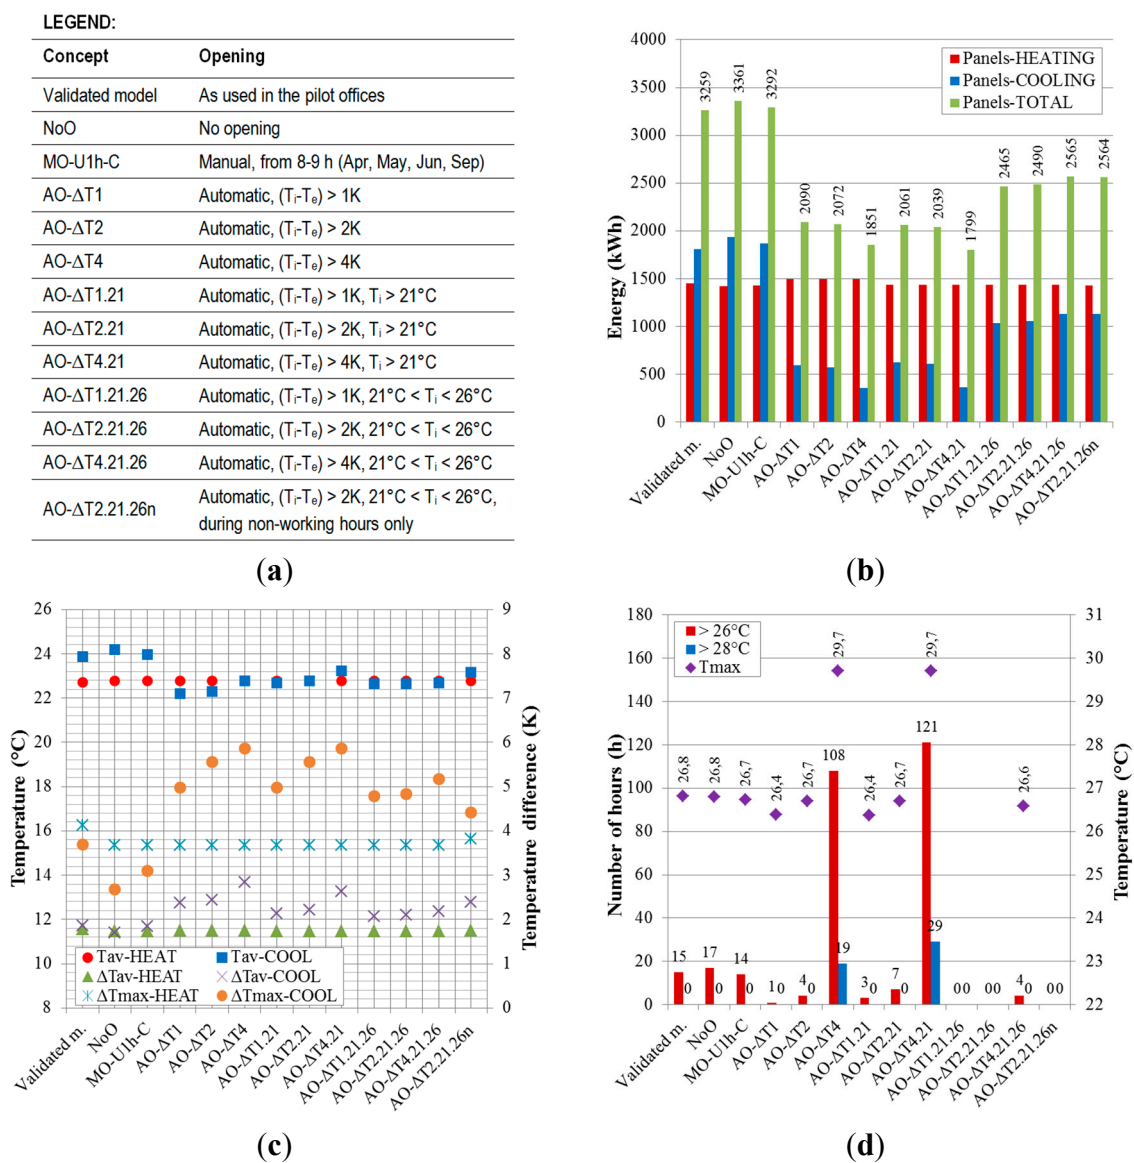 LEGEND:
Concept Opening
Validated model As used in the pilot offices
NoO No opening
MO-U1h-C Manual, from 8-9 h (Apr, May, Jun, Sep)
AO-ΔT1 Automatic, (Ti-Te) > 1K
AO-ΔT2 Automatic, (Ti-Te) > 2K
AO-ΔT4 Automatic, (Ti-Te) > 4K
AO-ΔT1.21 Automatic, (Ti-Te) > 1K, Ti > 21°C
AO-ΔT2.21 Automatic, (Ti-Te) > 2K, Ti > 21°C
AO-ΔT4.21 Automatic, (Ti-Te) > 4K, Ti > 21°C
AO-ΔT1.21.26 Automatic, (Ti-Te) > 1K, 21°C < Ti < 26°C
AO-ΔT2.21.26 Automatic, (Ti-Te) > 2K, 21°C < Ti < 26°C
AO-ΔT4.21.26 Automatic, (Ti-Te) > 4K, 21°C < Ti < 26°C
AO-ΔT2.21.26n Automatic, (Ti-Te) > 2K, 21°C < Ti < 26°C,
during non-working hours only
(a)
Energy (kWh)
4000
3500
3000
2500
2000
1500
1000
500
0
Panels-HEATING
Panels-COOLING
Panels-TOTAL
3259
3361
3292
2090
2072
1851
2061
2039
1799
2465
2490
2565
2564
Validated m.
NoO
MO-U1h-C
AO-ΔT1
AO-ΔT2
AO-ΔT4
AO-ΔT1.21
AO-ΔT2.21
AO-ΔT4.21
AO-ΔT1.21.26
AO-ΔT2.21.26
AO-ΔT4.21.26
AO-ΔT2.21.26n
(b)
Temperature (°C)
26
24
22
20
18
16
14
12
10
8
Temperature difference (K)
9
8
7
6
5
4
3
2
1
0
Tav-HEAT Tav-COOL
ΔTav-HEAT ΔTav-COOL
ΔTmax-HEAT ΔTmax-COOL
Validated m.
NoO
MO-U1h-C
AO-ΔT1
AO-ΔT2
AO-ΔT4
AO-ΔT1.21
AO-ΔT2.21
AO-ΔT4.21
AO-ΔT1.21.26
AO-ΔT2.21.26
AO-ΔT4.21.26
AO-ΔT2.21.26n
(c)
Number of hours (h)
180
160
140
120
100
80
60
40
20
0
Temperature (°C)
31
30
29
28
27
26
25
24
23
22
> 26°C
> 28°C
Tmax
26,8
26,8
26,7
26,4
26,7
29,7
26,4
26,7
29,7
26,6
15 0
17 0
14 0
1 0
4 0
108 19
3 0
7 0
121 29
0 0
0 0
4 0
0 0
Validated m.
NoO
MO-U1h-C
AO-ΔT1
AO-ΔT2
AO-ΔT4
AO-ΔT1.21
AO-ΔT2.21
AO-ΔT4.21
AO-ΔT1.21.26
AO-ΔT2.21.26
AO-ΔT4.21.26
AO-ΔT2.21.26n
(d)